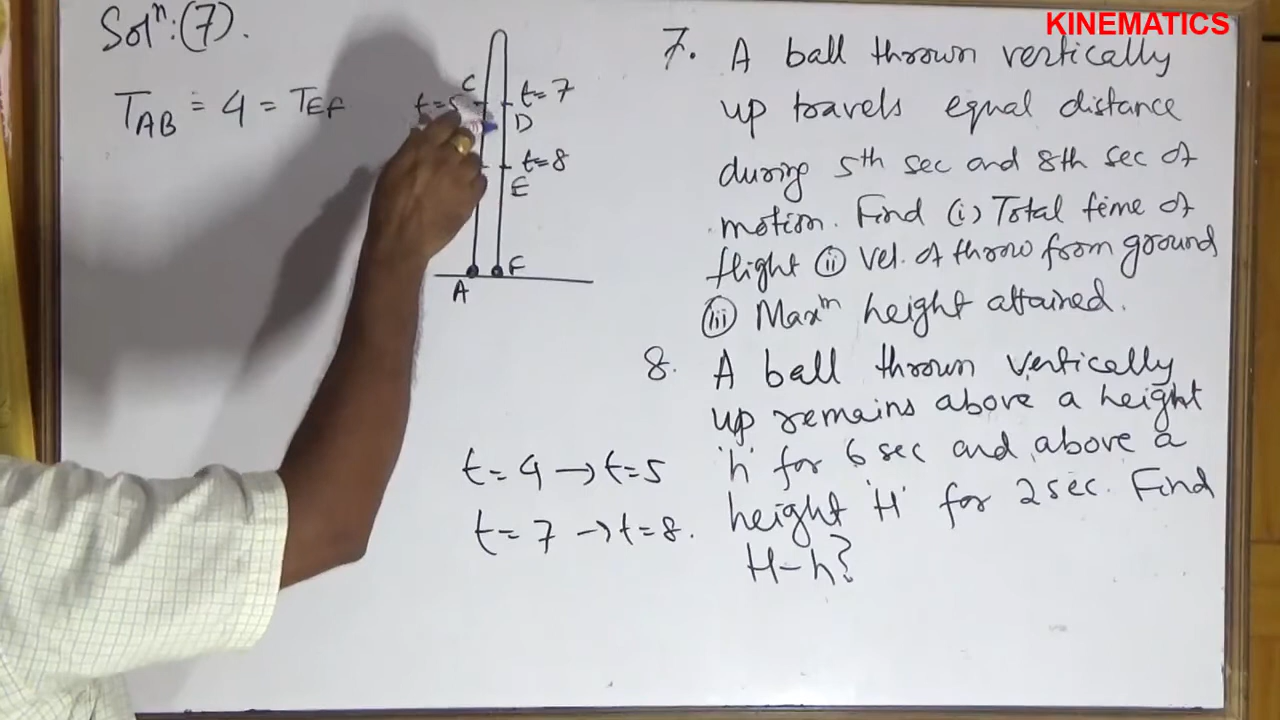 KINEMATICS
Solⁿ: (7).
T_AB = 4 = T_EF
C
t=5
t=7
D
t=8
E
F
A
t=4 → t=5
t=7 → t=8.
7. A ball thrown vertically
up travels equal distance
during 5th sec and 8th sec of
motion. Find (i) Total time of
flight (ii) Vel. of throw from ground
(iii) Maxᵐ height attained.
8. A ball thrown vertically
up remains above a height
'h' for 6 sec and above a
height 'H' for 2 sec. Find
H-h?